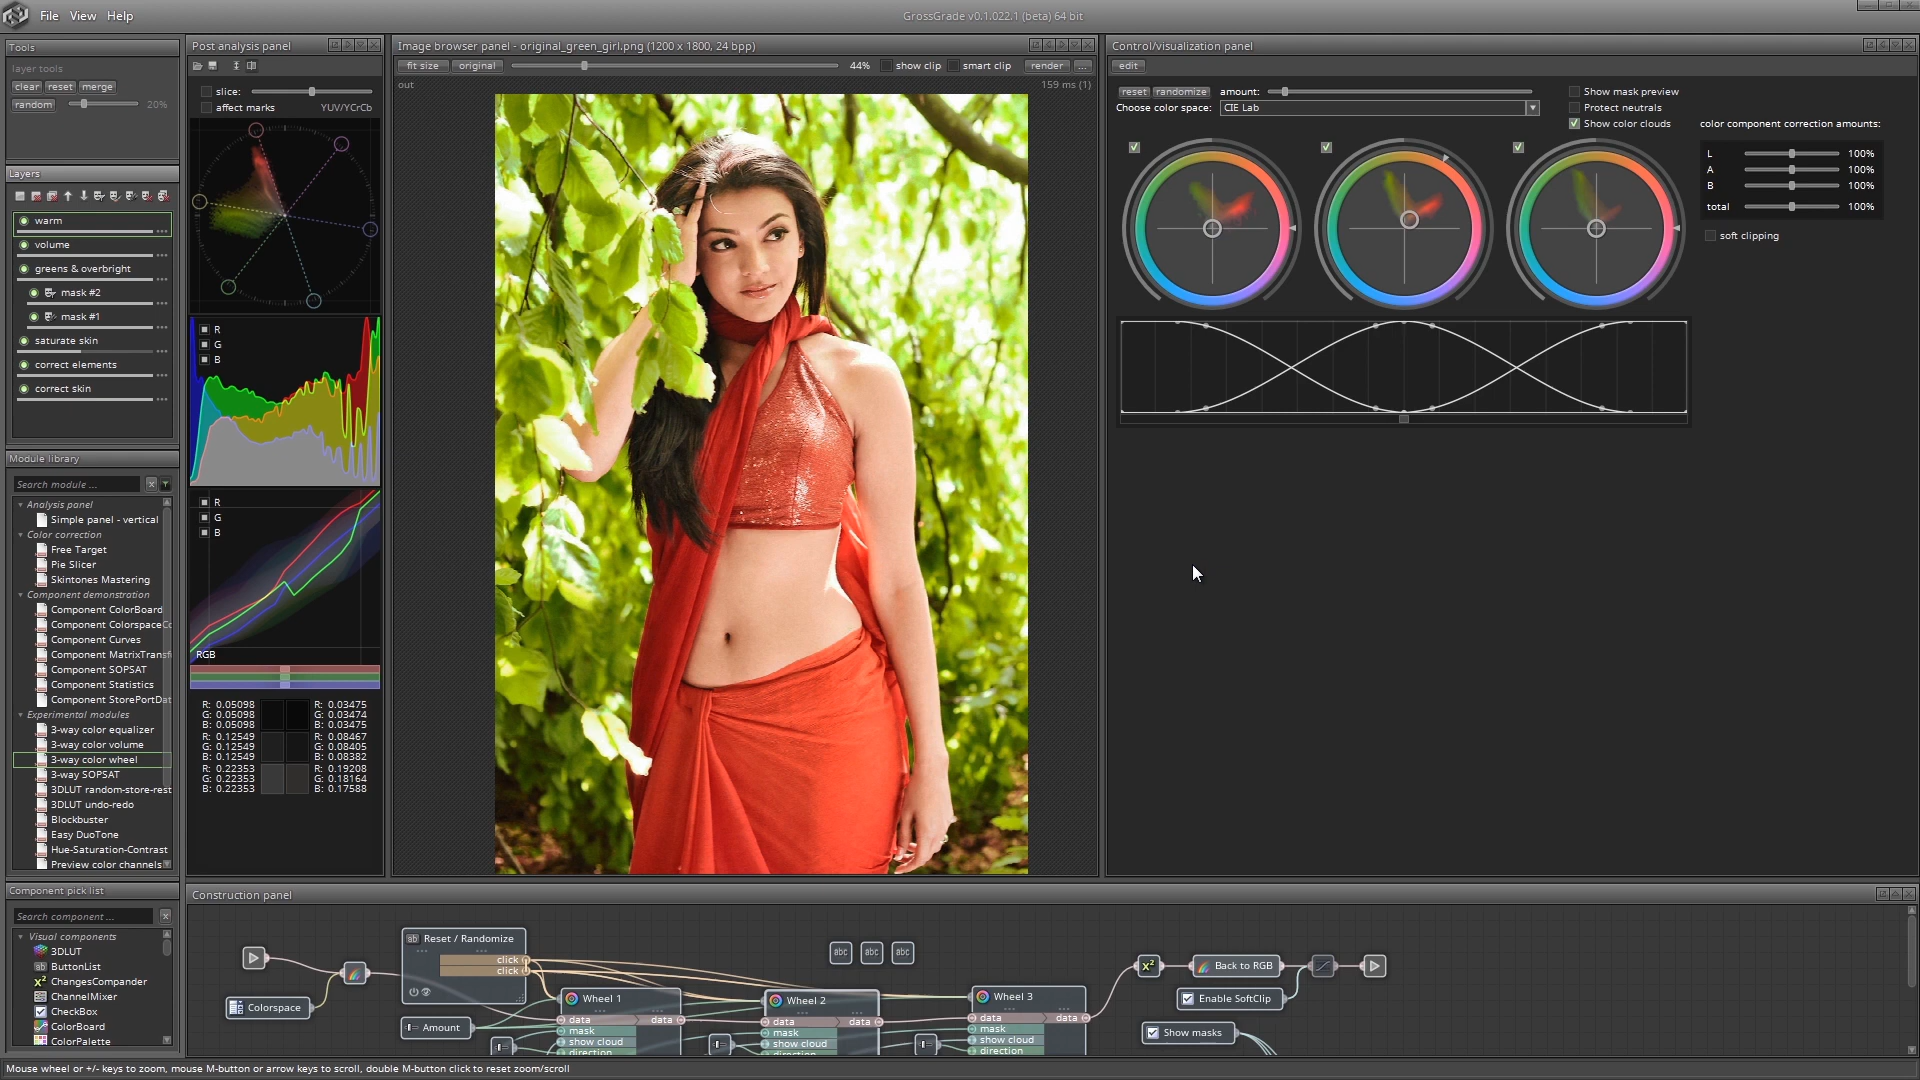 File View Help
GrossGrade v0.1.022.1 (beta) 64 bit
Tools
layer tools
clear reset merge
random 20%
Layers
warm
volume
greens & overbright
mask #2
mask #1
saturate skin
correct elements
correct skin
Module library
Search module ...
Analysis panel
Simple panel - vertical
Color correction
Free Target
Pie Slicer
Skintones Mastering
Component demonstration
Component ColorBoard
Component ColorspaceCo
Component Curves
Component MatrixTransf
Component SOPSAT
Component Statistics
Component StorePortDat
Experimental modules
3-way color equalizer
3-way color volume
3-way color wheel
3-way SOPSAT
3DLUT random-store-rest
3DLUT undo-redo
Blockbuster
Easy DuoTone
Hue-Saturation-Contrast
Preview color channels
Component pick list
Search component ...
Visual components
3DLUT
ButtonList
ChangesCompander
ChannelMixer
CheckBox
ColorBoard
ColorPalette
Post analysis panel
slice:
affect marks YUV/YCrCb
R
G
B
R
G
B
RGB
R: 0.05098 R: 0.03475
G: 0.05098 G: 0.03474
B: 0.05098 B: 0.03475
R: 0.12549 R: 0.08467
G: 0.12549 G: 0.08405
B: 0.12549 B: 0.08382
R: 0.22353 R: 0.19208
G: 0.22353 G: 0.18164
B: 0.22353 B: 0.17588
Image browser panel - original_green_girl.png (1200 x 1800, 24 bpp)
fit size original 44% show clip smart clip render ...
out 159 ms (1)
Control/visualization panel
edit
reset randomize amount:
Choose color space: CIE Lab
Show mask preview
Protect neutrals
Show color clouds
color component correction amounts:
L 100%
A 100%
B 100%
total 100%
soft clipping
Construction panel
Colorspace
ab Reset / Randomize
click
click
Amount
Wheel 1
data data
mask
show cloud
direction
abc abc abc
Wheel 2
data data
mask
show cloud
direction
Wheel 3
data data
mask
show cloud
direction
x²
Back to RGB
Enable SoftClip
Show masks
Mouse wheel or +/- keys to zoom, mouse M-button or arrow keys to scroll, double M-button click to reset zoom/scroll